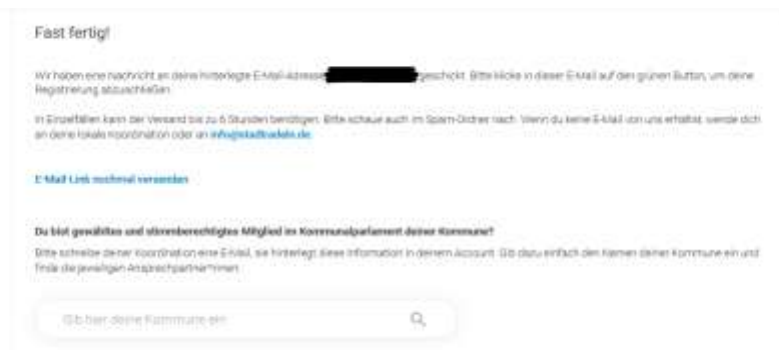 Fast fertig!
Wir haben eine Nachricht an deine hinterlegte E-Mail-Adresse geschickt. Bitte klicke in dieser E-Mail auf den grünen Button, um deine
Registrierung abzuschließen.
In Einzelfällen kann der Versand bis zu 6 Stunden benötigen. Bitte schaue auch im Spam-Ordner nach. Wenn du keine E-Mail von uns erhältst, wende dich
an deine lokale Koordination oder an info@stadtradeln.de.
E-Mail Link nochmal versenden
Du bist gewähltes und stimmberechtigtes Mitglied im Kommunalparlament deiner Kommune?
Bitte schreibe deiner Koordination eine E-Mail, sie hinterlegt diese Information in deinem Account. Gib dazu einfach den Namen deiner Kommune ein und
finde die jeweiligen Ansprechpartner*innen.
Gib hier deine Kommune ein